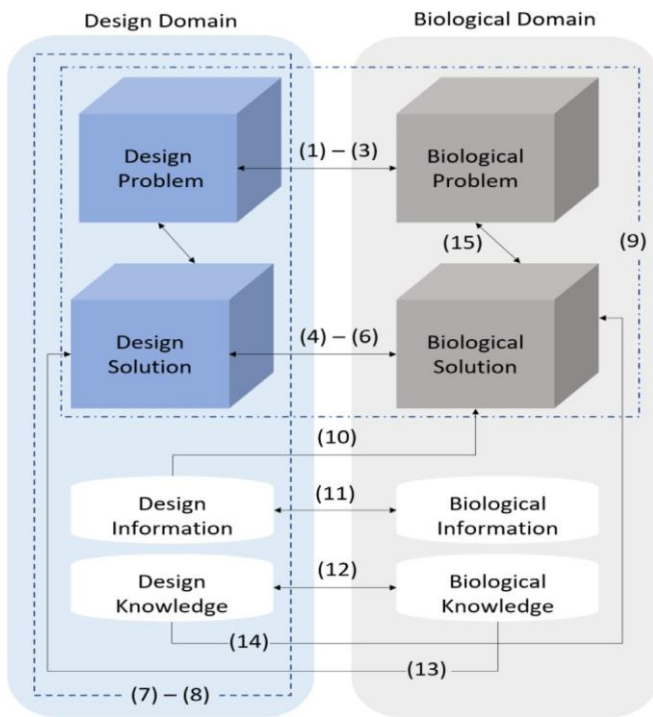 Design Domain
Biological Domain
Design
Problem
(1) – (3)
Biological
Problem
(15)
(9)
Design
Solution
(4) – (6)
Biological
Solution
(10)
Design
Information
(11)
Biological
Information
Design
Knowledge
(12)
Biological
Knowledge
(14)
(13)
(7) – (8)